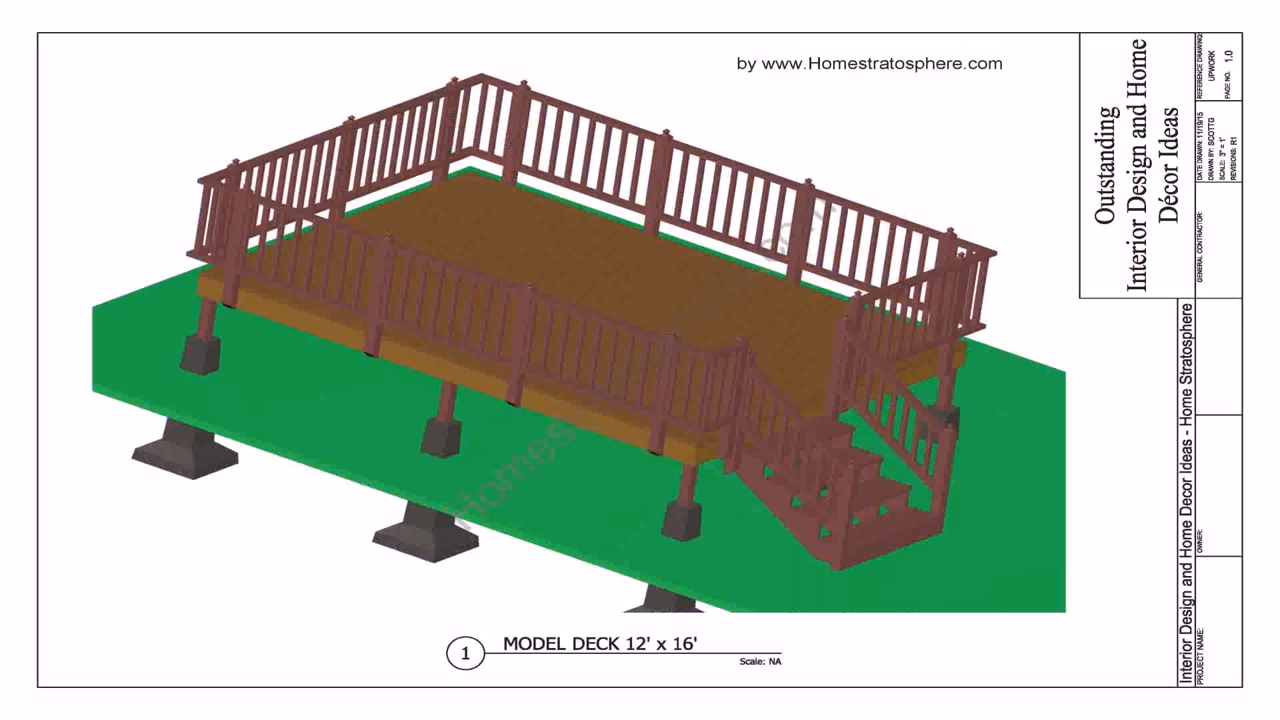 by www.Homestratosphere.com
Outstanding
Interior Design and Home
Décor Ideas
REFERENCE DRAWING:
UPWORK
PAGE NO. 1.0
DATE DRAWN: 11/19/15
DRAWN BY: SCOTTG
SCALE: 3" = 1'
REVISIONS: R1
GENERAL CONTRACTOR:
Interior Design and Home Decor Ideas - Home Stratosphere
OWNER:
PROJECT NAME:
Homes
1
MODEL DECK 12' x 16'
Scale: NA